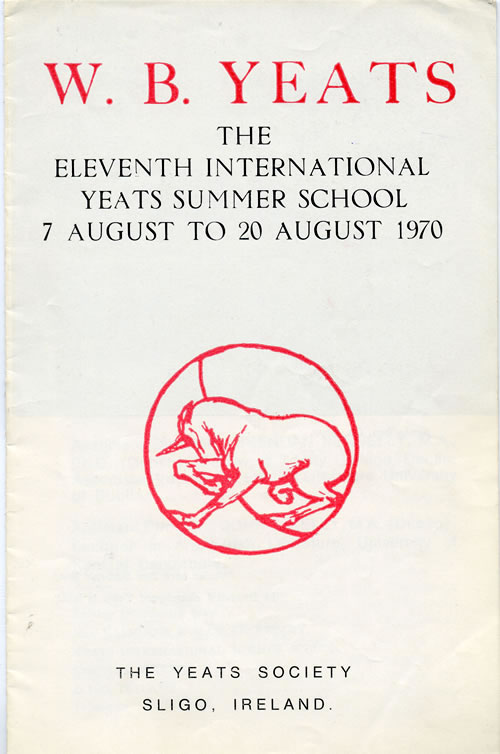 W. B. YEATS
THE
ELEVENTH INTERNATIONAL
YEATS SUMMER SCHOOL
7 AUGUST TO 20 AUGUST 1970
THE YEATS SOCIETY
SLIGO, IRELAND.